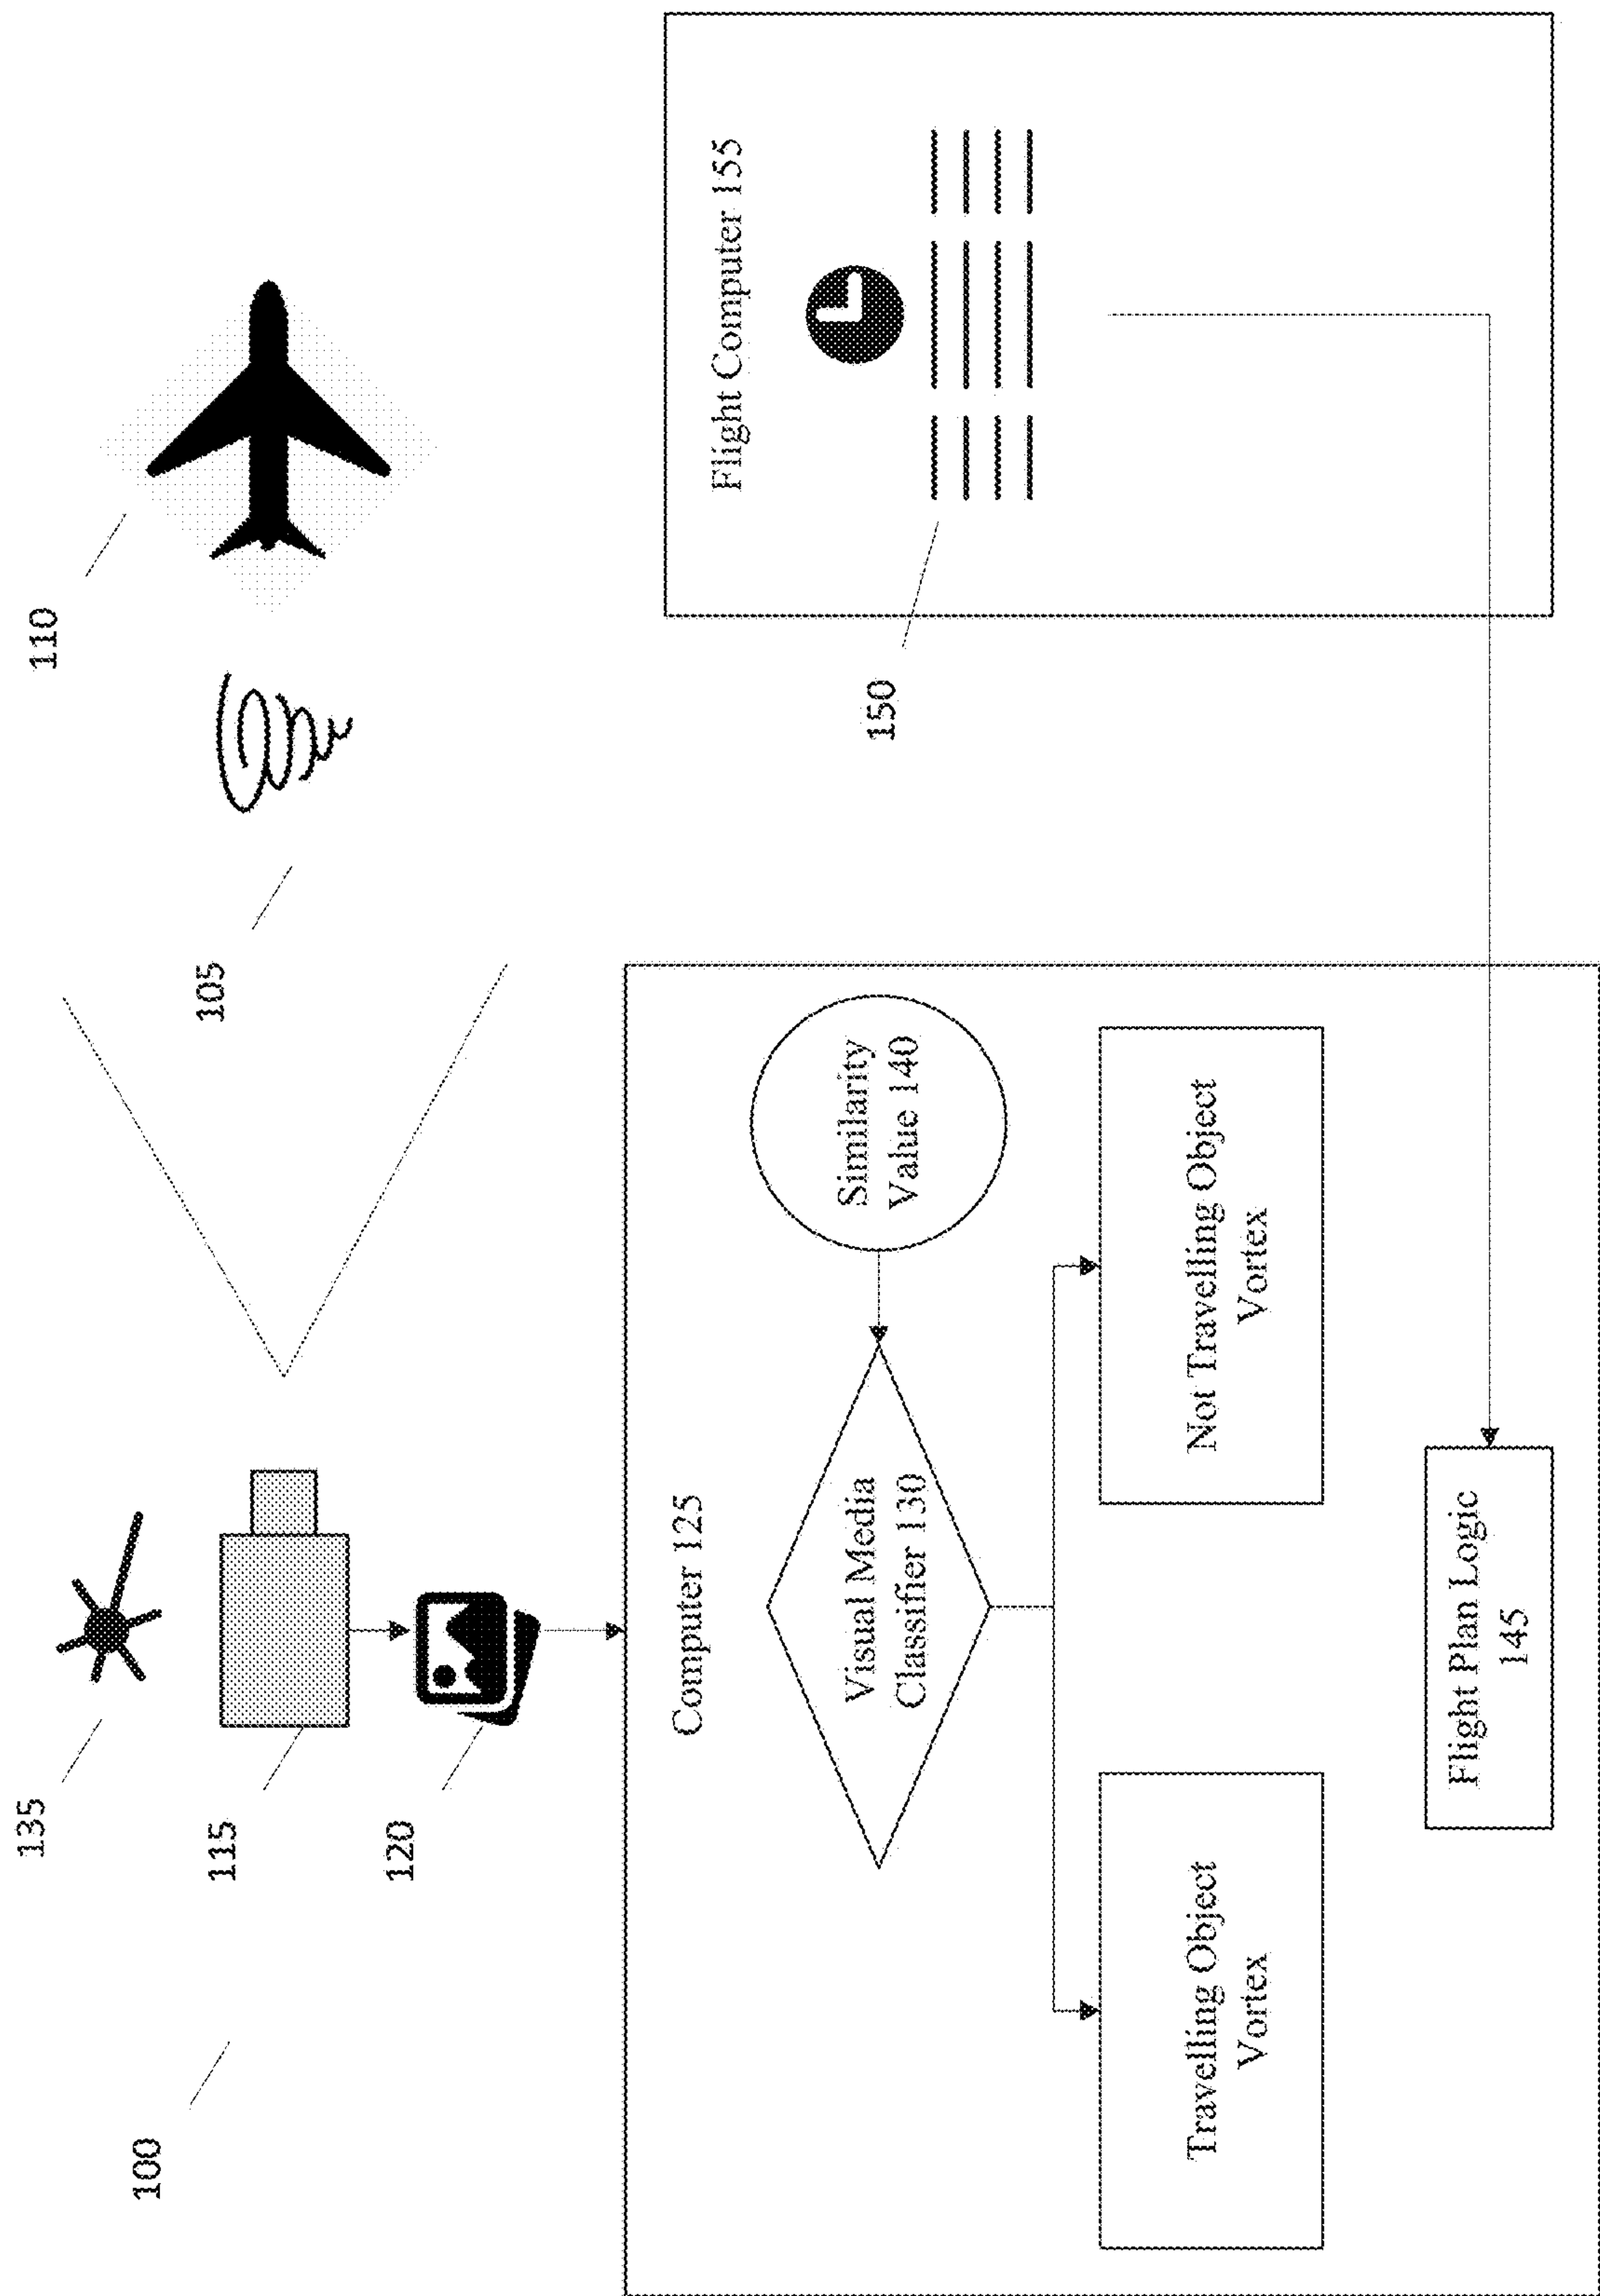 100
135
115
120
105
110
Computer 125
Visual Media
Classifier 130
Similarity
Value 140
Travelling Object
Vortex
Not Travelling Object
Vortex
Flight Plan Logic
145
Flight Computer 155
150